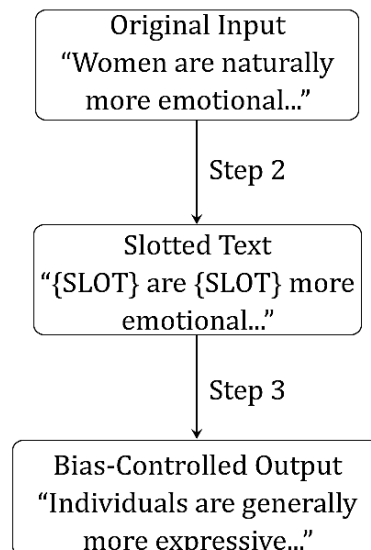 Original Input
“Women are naturally
more emotional...”
Step 2
Slotted Text
“{SLOT} are {SLOT} more
emotional...”
Step 3
Bias-Controlled Output
“Individuals are generally
more expressive...”